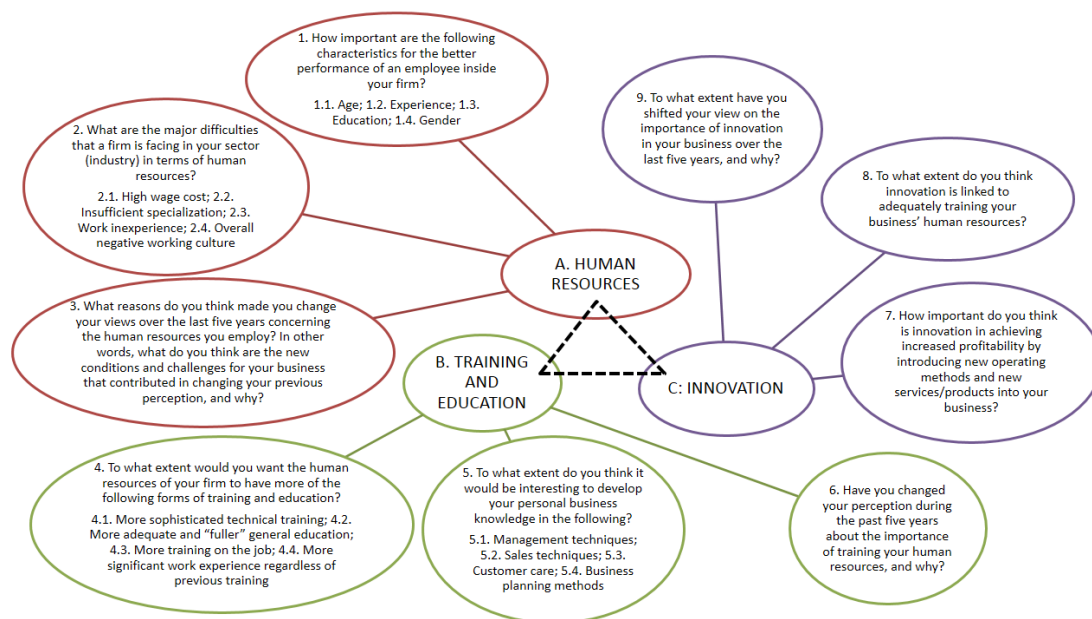 1. How important are the following
characteristics for the better
performance of an employee inside
your firm?
1.1. Age; 1.2. Experience; 1.3.
Education; 1.4. Gender
2. What are the major difficulties
that a firm is facing in your sector
(industry) in terms of human
resources?
2.1. High wage cost; 2.2.
Insufficient specialization; 2.3.
Work inexperience; 2.4. Overall
negative working culture
3. What reasons do you think made you change
your views over the last five years concerning
the human resources you employ? In other
words, what do you think are the new
conditions and challenges for your business
that contributed in changing your previous
perception, and why?
A. HUMAN
RESOURCES
B. TRAINING
AND
EDUCATION
C: INNOVATION
4. To what extent would you want the human
resources of your firm to have more of the
following forms of training and education?
4.1. More sophisticated technical training; 4.2.
More adequate and “fuller” general education;
4.3. More training on the job; 4.4. More
significant work experience regardless of
previous training
5. To what extent do you think it
would be interesting to develop
your personal business
knowledge in the following?
5.1. Management techniques;
5.2. Sales techniques; 5.3.
Customer care; 5.4. Business
planning methods
6. Have you changed
your perception during
the past five years
about the importance
of training your human
resources, and why?
7. How important do you think
is innovation in achieving
increased profitability by
introducing new operating
methods and new
services/products into your
business?
8. To what extent do you think
innovation is linked to
adequately training your
business’ human resources?
9. To what extent have you
shifted your view on the
importance of innovation
in your business over the
last five years, and why?